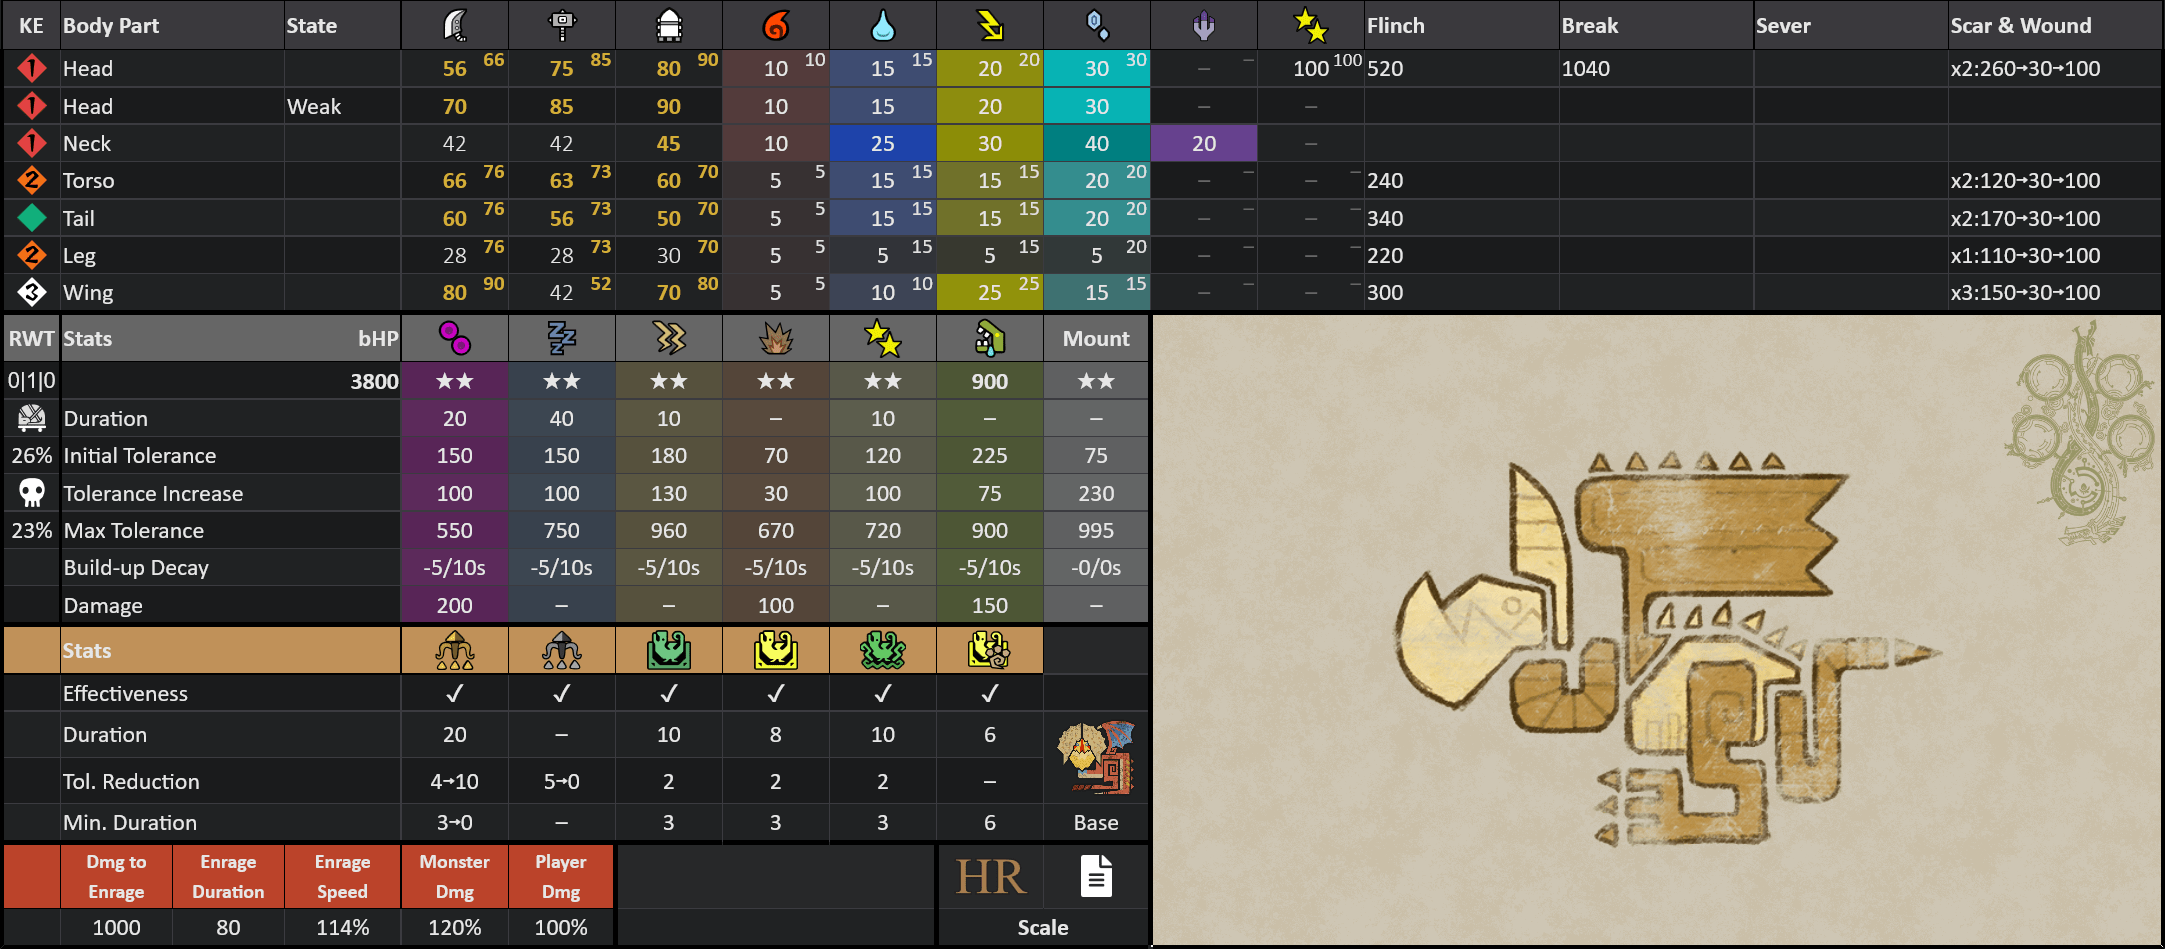 KE Body Part State Flinch Break Sever Scar & Wound
1 Head 56 66 75 85 80 90 10 10 15 15 20 20 30 30 – – 100 100 520 1040 x2:260→30→100
1 Head Weak 70 85 90 10 15 20 30 – –
1 Neck 42 42 45 10 25 30 40 20 –
2 Torso 66 76 63 73 60 70 5 5 15 15 15 15 20 20 – – – – 240 x2:120→30→100
Tail 60 76 56 73 50 70 5 5 15 15 15 15 20 20 – – – – 340 x2:170→30→100
2 Leg 28 76 28 73 30 70 5 5 5 15 5 15 5 20 – – – – 220 x1:110→30→100
3 Wing 80 90 42 52 70 80 5 5 10 10 25 25 15 15 – – – – 300 x3:150→30→100
RWT Stats bHP Mount
0|1|0 3800 ★★ ★★ ★★ ★★ ★★ 900 ★★
Duration 20 40 10 – 10 – –
26% Initial Tolerance 150 150 180 70 120 225 75
Tolerance Increase 100 100 130 30 100 75 230
23% Max Tolerance 550 750 960 670 720 900 995
Build-up Decay -5/10s -5/10s -5/10s -5/10s -5/10s -5/10s -0/0s
Damage 200 – – 100 – 150 –
Stats
Effectiveness ✓ ✓ ✓ ✓ ✓ ✓
Duration 20 – 10 8 10 6
Tol. Reduction 4→10 5→0 2 2 2 –
Min. Duration 3→0 – 3 3 3 6 Base
Dmg to Enrage Monster Player
Enrage Duration Speed Dmg Dmg
Enrage
HR
1000 80 114% 120% 100% Scale